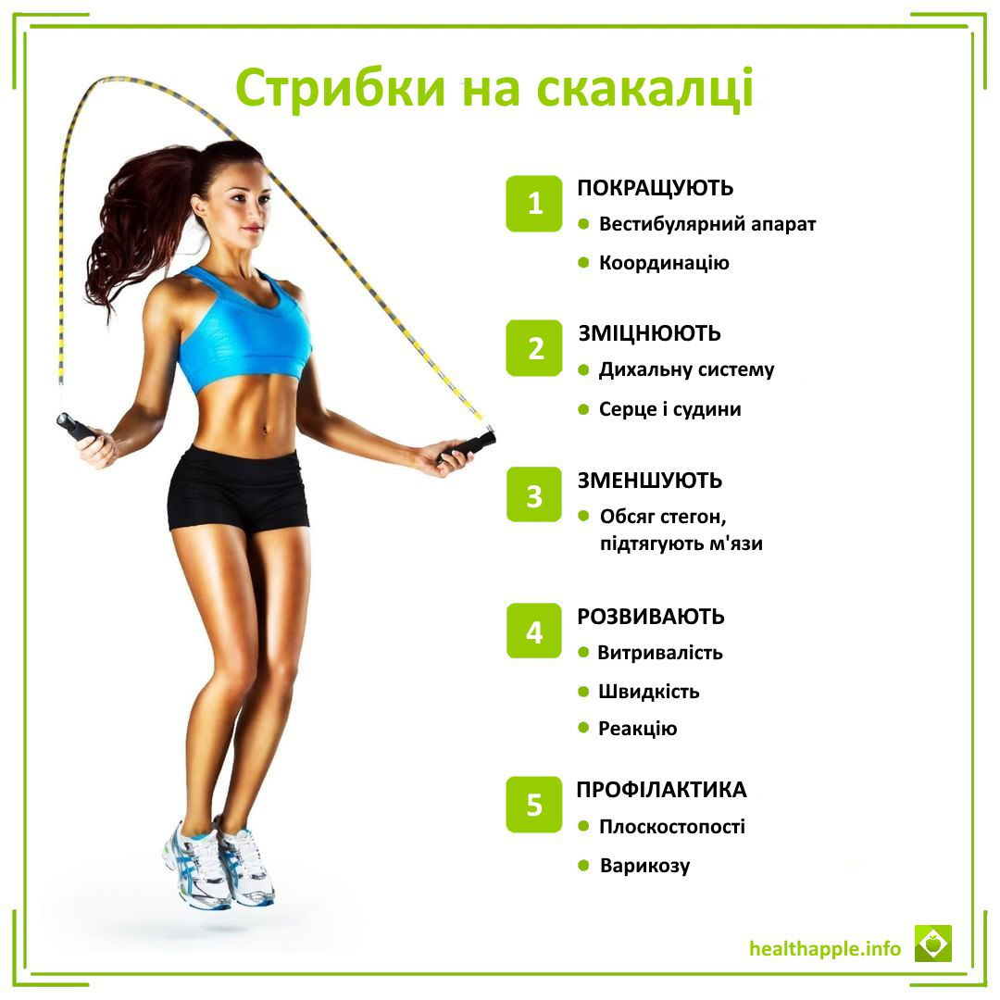 Стрибки на скакалці
1
ПОКРАЩУЮТЬ
Вестибулярний апарат
Координацію
2
ЗМІЦНЮЮТЬ
Дихальну систему
Серце і судини
3
ЗМЕНШУЮТЬ
Обсяг стегон,
підтягують м'язи
4
РОЗВИВАЮТЬ
Витривалість
Швидкість
Реакцію
5
ПРОФІЛАКТИКА
Плоскостопості
Варикозу
healthapple.info